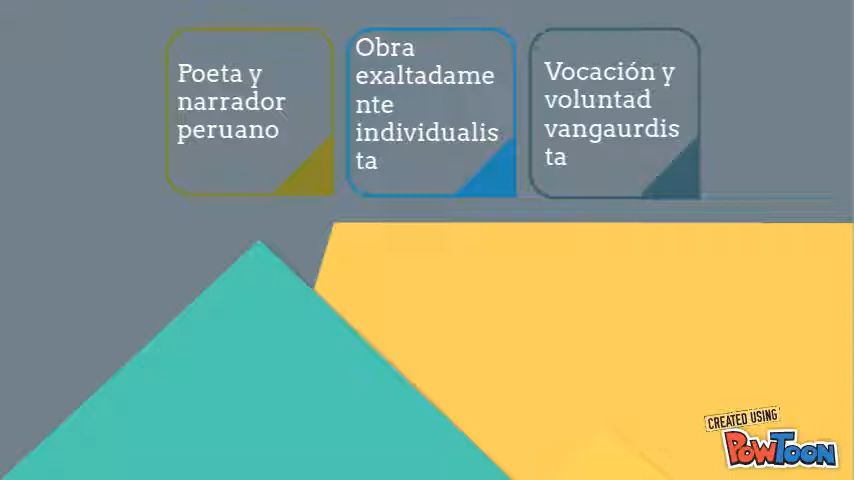 Poeta y
narrador
peruano
Obra
exaltadame
nte
individualis
ta
Vocación y
voluntad
vangaurdis
ta
CREATED USING
POWTOON